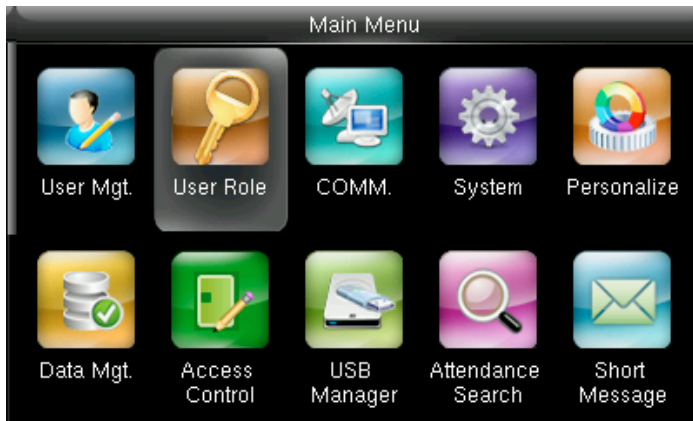 Main Menu
User Mgt.
User Role
COMM.
System
Personalize
Data Mgt.
Access
Control
USB
Manager
Attendance
Search
Short
Message